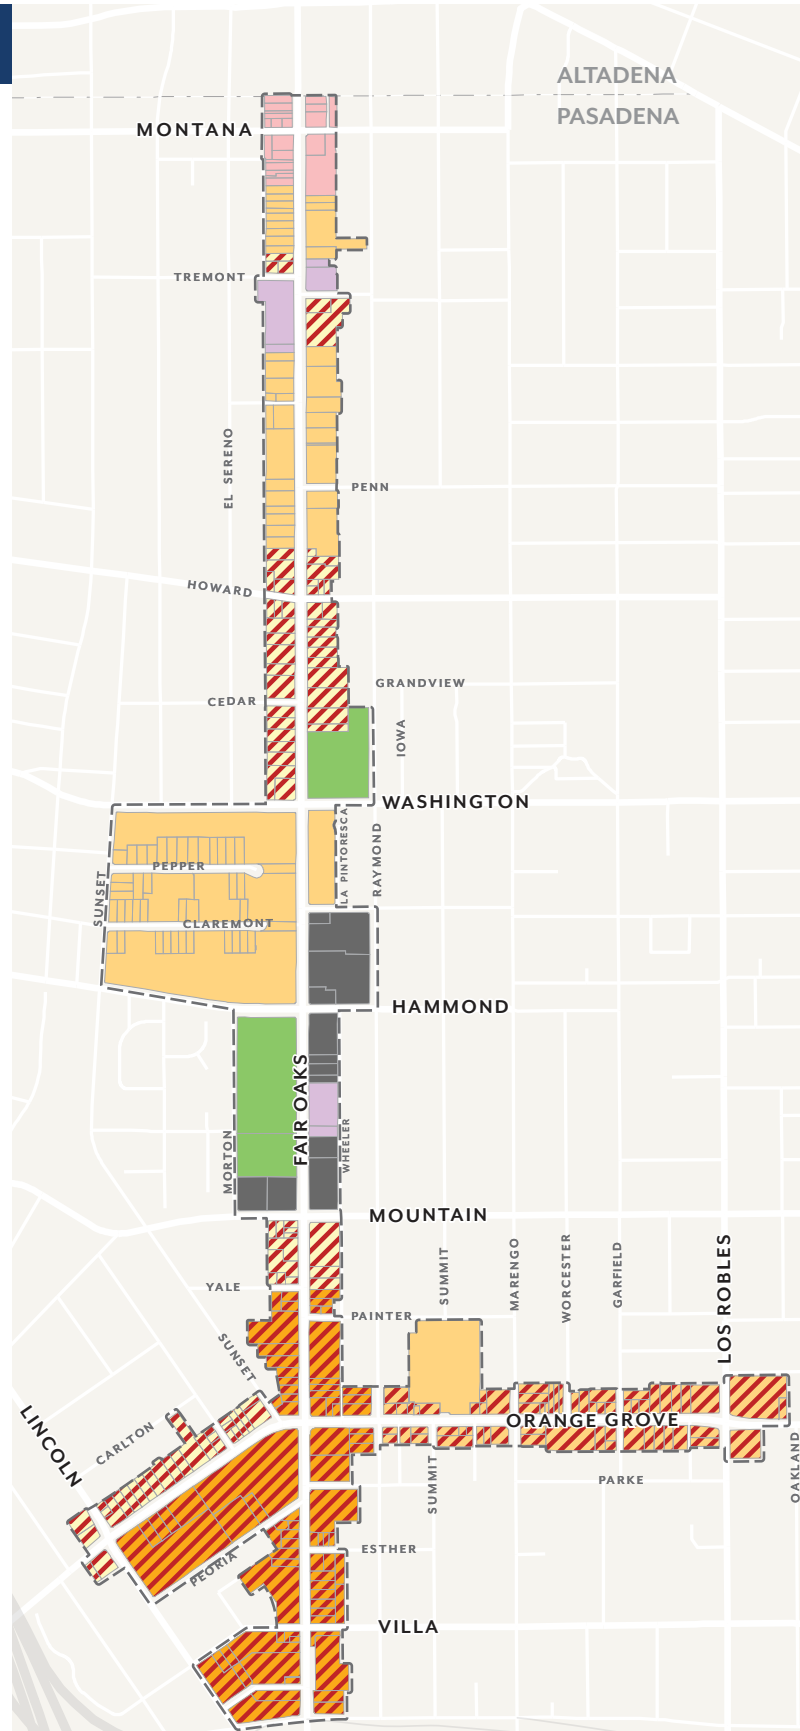 ALTADENA
PASADENA
MONTANA
TREMONT
EL SERENO
PENN
HOWARD
GRANDVIEW
CEDAR
IOWA
WASHINGTON
LA PINTORESCA
RAYMOND
PEPPER
SUNSET
CLAREMONT
HAMMOND
FAIR OAKS
MORTON
WHEELER
MOUNTAIN
SUMMIT
MARENGO
WORCESTER
GARFIELD
LOS ROBLES
YALE
PAINTER
SUNSET
LINCOLN
CARLTON
ORANGE GROVE
SUMMIT
PARKE
OAKLAND
PEORIA
ESTHER
VILLA